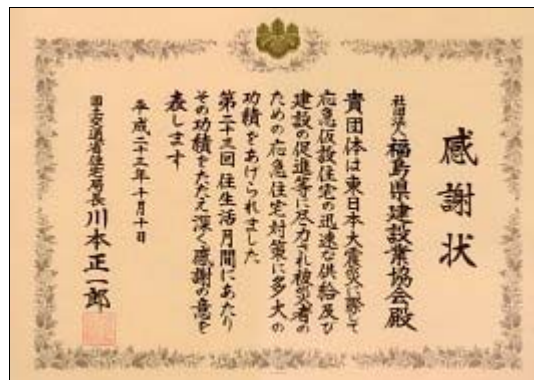 感謝状
社団法人 福島県建設業協会殿
貴団体は東日本大震災に際して
応急仮設住宅の迅速な供給及び
建設の促進等に尽力され被災者の
ための応急住宅対策に多大の
功績をあげられました
第二十三回住生活月間にあたり
その功績をたたえ深く感謝の意を
表します
平成二十三年十月十日
国土交通省住宅局長 川本正一郎